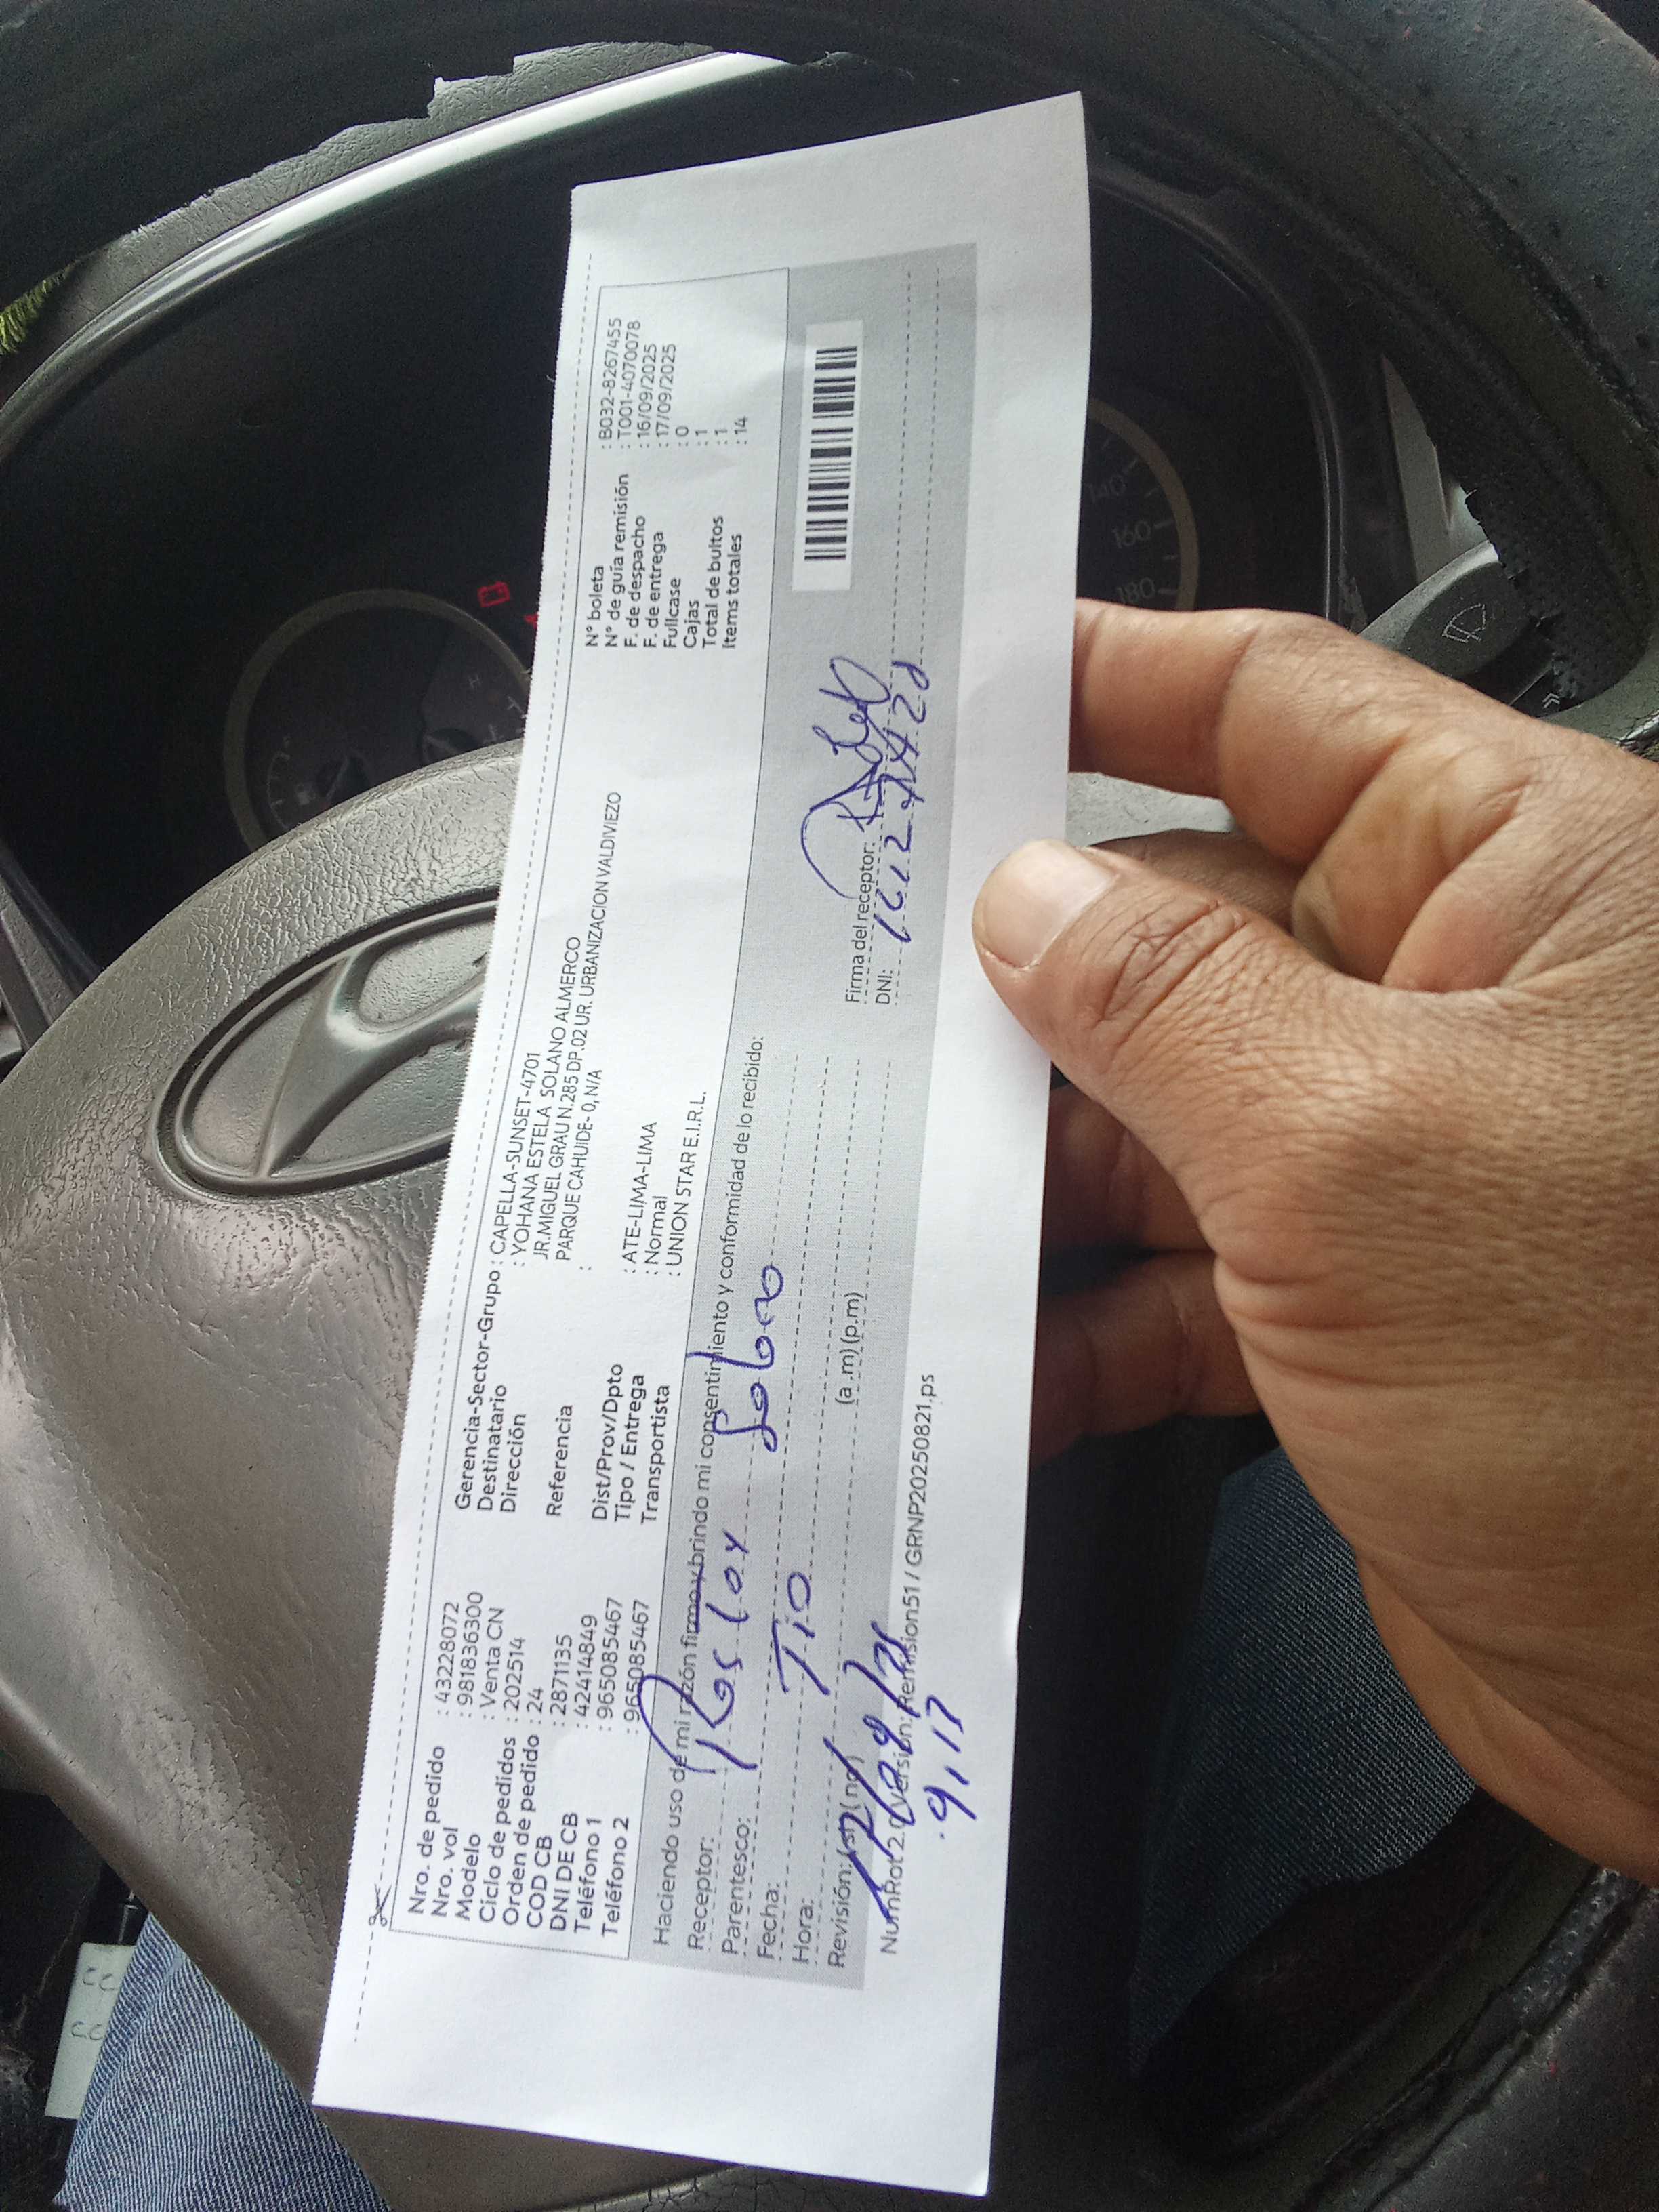 Nro. de pedido : 43228072
Nro. vol : 981836300
Modelo : Venta CN
Ciclo de pedidos : 202514
Orden de pedido : 24
COD CB : 2871135
DNI DE CB : 42414849
Teléfono 1 : 965085467
Teléfono 2 : 965085467
Gerencia-Sector-Grupo : CAPELLA-SUNSET-4701
Destinatario : YOHANA ESTELA SOLANO ALMERCO
Dirección JR.MIGUEL GRAU N.285 DP.02 UR. URBANIZACION VALDIVIEZO
PARQUE CAHUIDE- 0, N/A
Referencia :
Dist/Prov/Dpto : ATE-LIMA-LIMA
Tipo / Entrega : Normal
Transportista : UNION STAR E.I.R.L.
N° boleta : B032-8267455
N° de guía remisión : T001-4070078
F. de despacho : 16/09/2025
F. de entrega : 17/09/2025
Fullcase : 0
Cajas : 1
Total de bultos : 1
Items totales : 14
Haciendo uso de mi razón firmo y brindo mi consentimiento y conformidad de lo recibido:
Receptor: Solano
Parentesco: Tio
Fecha:
Hora: (a .m) (p.m)
Revisión: (si) (no)
Firma del receptor:
DNI:
NumRot.2.0 version: Remision51 / GRNP20250821.ps
9,17
140
160
180
H